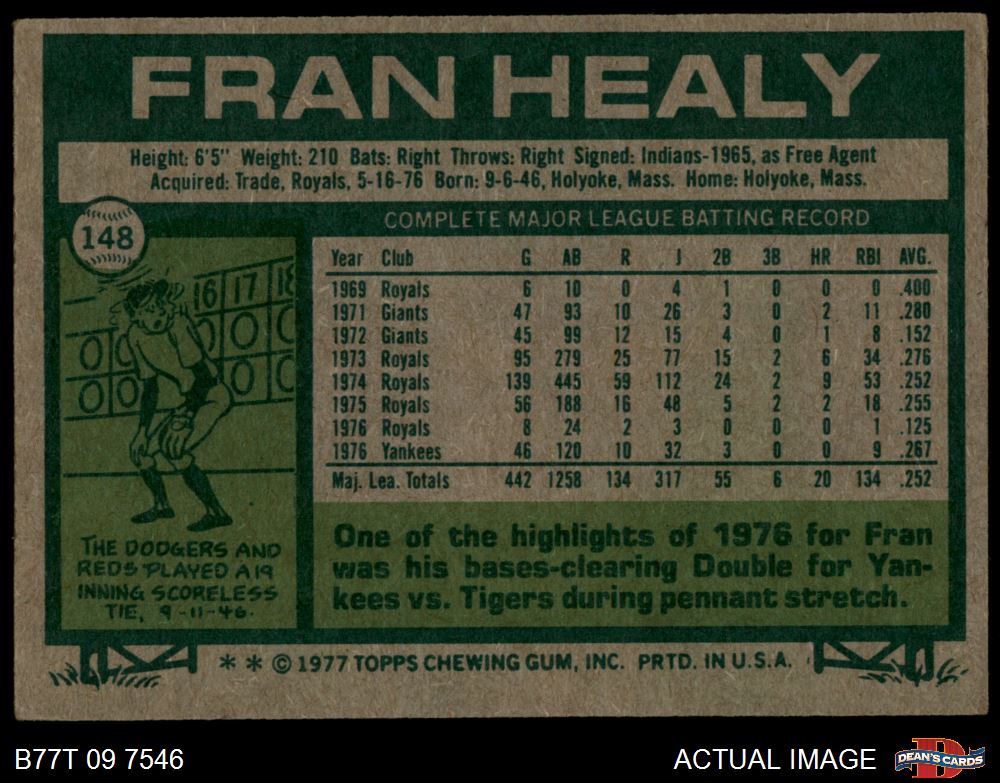 FRAN HEALY
Height: 6'5" Weight: 210 Bats: Right Throws: Right Signed: Indians-1965, as Free Agent
Acquired: Trade, Royals, 5-16-76 Born: 9-6-46, Holyoke, Mass. Home: Holyoke, Mass.
148
COMPLETE MAJOR LEAGUE BATTING RECORD
Year Club G AB R J 2B 3B HR RBI AVG.
1969 Royals 6 10 0 4 1 0 0 0 .400
1971 Giants 47 93 10 26 3 0 2 11 .280
1972 Giants 45 99 12 15 4 0 1 8 .152
1973 Royals 95 279 25 77 15 2 6 34 .276
1974 Royals 139 445 59 112 24 2 9 53 .252
1975 Royals 56 188 16 48 5 2 2 18 .255
1976 Royals 8 24 2 3 0 0 0 1 .125
1976 Yankees 46 120 10 32 3 0 0 9 .267
Maj. Lea. Totals 442 1258 134 317 55 6 20 134 .252
16 17 18
0 0 0
0 0 0
0 0 0
THE DODGERS AND
REDS PLAYED A 19
INNING SCORELESS
TIE, 9-11-46.
One of the highlights of 1976 for Fran
was his bases-clearing Double for Yan-
kees vs. Tigers during pennant stretch.
* * © 1977 TOPPS CHEWING GUM, INC. PRTD. IN U.S.A.
B77T 09 7546
ACTUAL IMAGE
D
DEAN'S CARDS